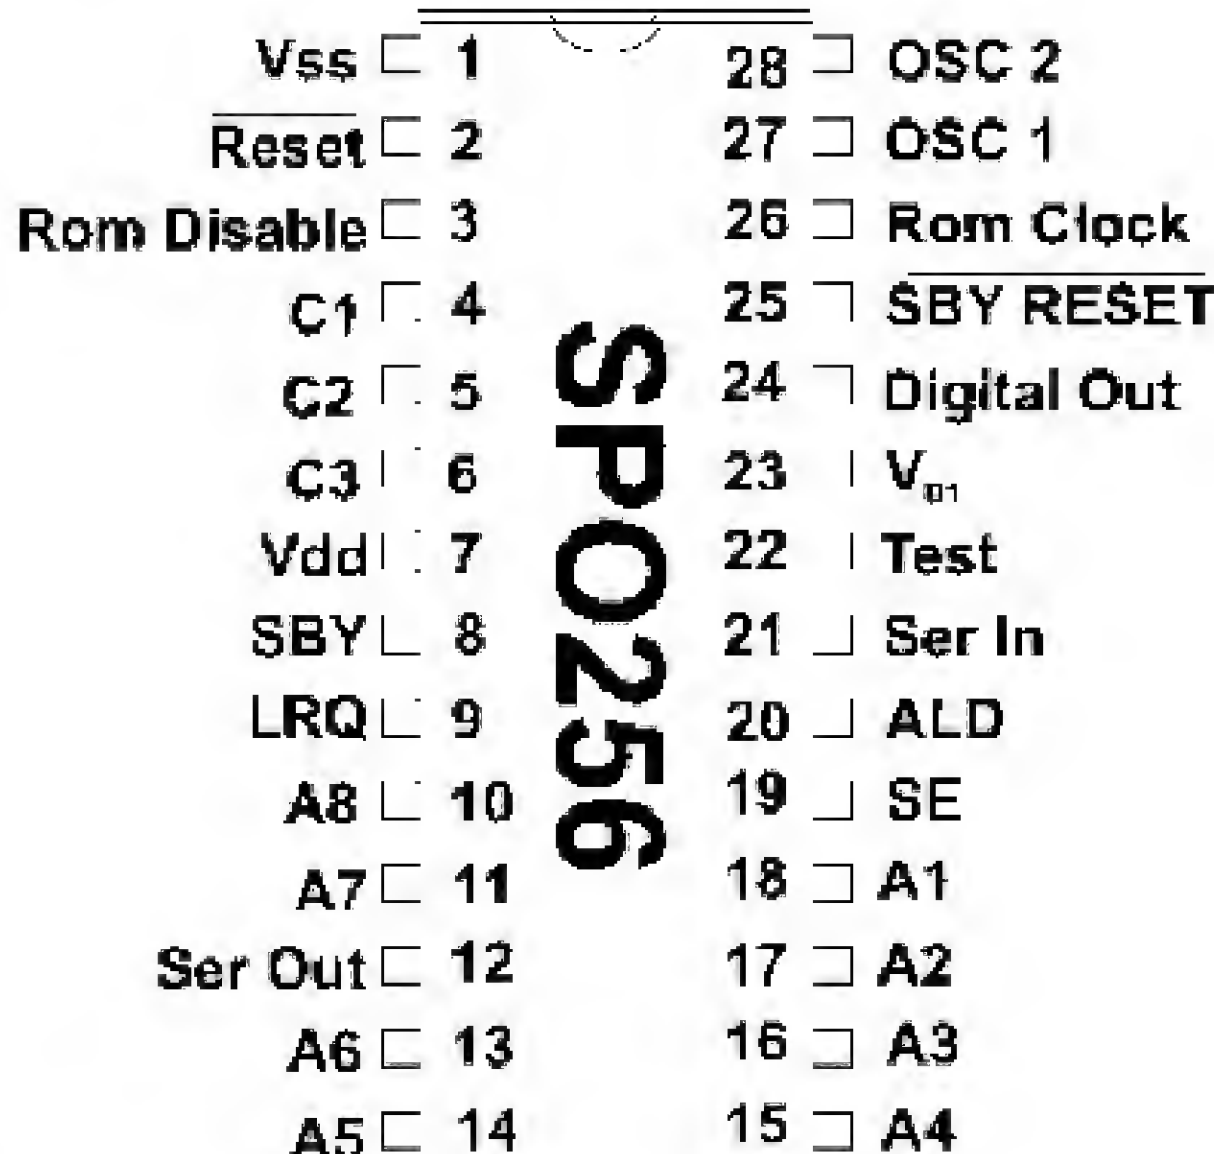 Vss 1 28 OSC 2
Reset 2 27 OSC 1
Rom Disable 3 26 Rom Clock
C1 4 25 SBY RESET
C2 5 24 Digital Out
C3 6 23 V
Vdd 7 22 Test
SBY 8 21 Ser In
LRQ 9 20 ALD
A8 10 19 SE
A7 11 18 A1
Ser Out 12 17 A2
A6 13 16 A3
A5 14 15 A4
SPO256